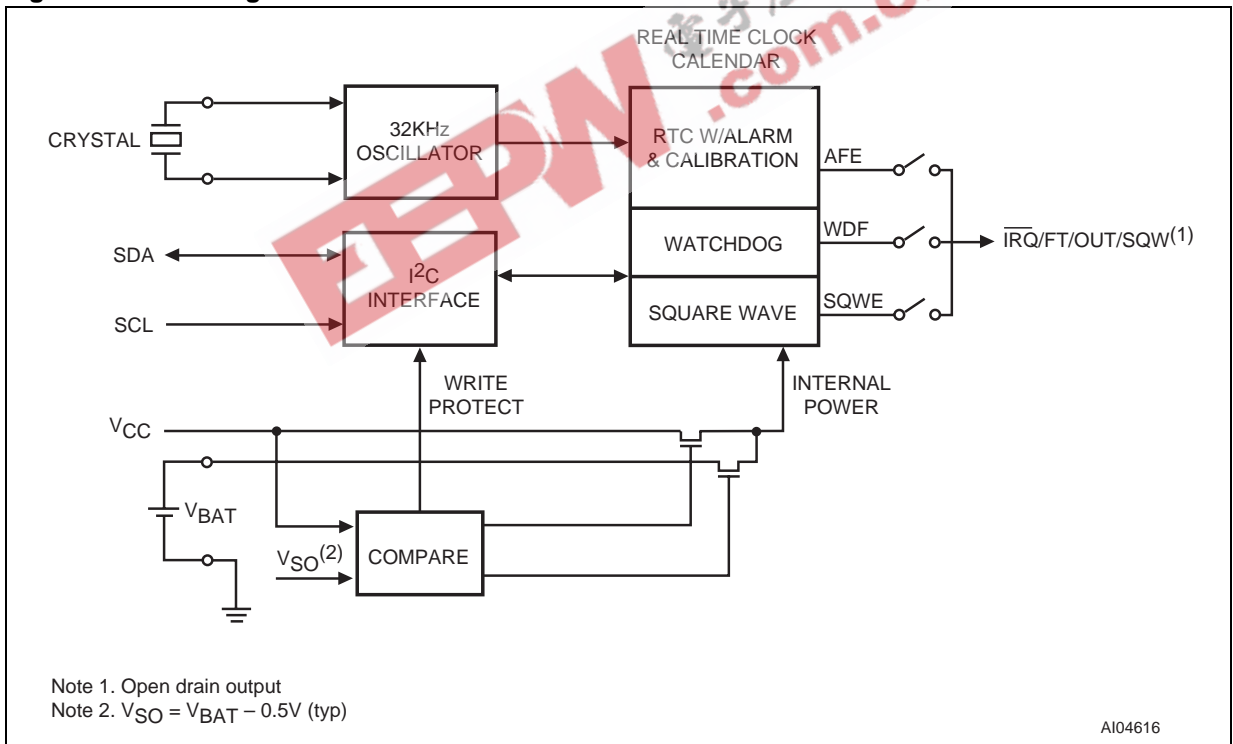 REAL TIME CLOCK
CALENDAR
CRYSTAL
32KHz
OSCILLATOR
RTC W/ALARM
& CALIBRATION
AFE
WATCHDOG
WDF
IRQ/FT/OUT/SQW(1)
SDA
SCL
I2C
INTERFACE
SQUARE WAVE
SQWE
WRITE
PROTECT
INTERNAL
POWER
VCC
VBAT
VSO(2)
COMPARE
Note 1. Open drain output
Note 2. VSO = VBAT – 0.5V (typ)
AI04616
EEPW
.com.c